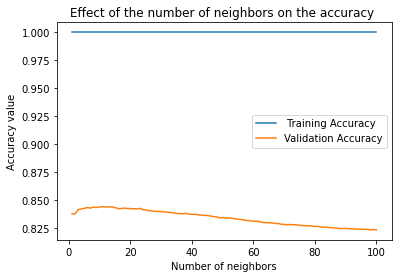 Effect of the number of neighbors on the accuracy
1.000
0.975
0.950
0.925
0.900
0.875
0.850
0.825
Accuracy value
Training Accuracy
Validation Accuracy
0 20 40 60 80 100
Number of neighbors